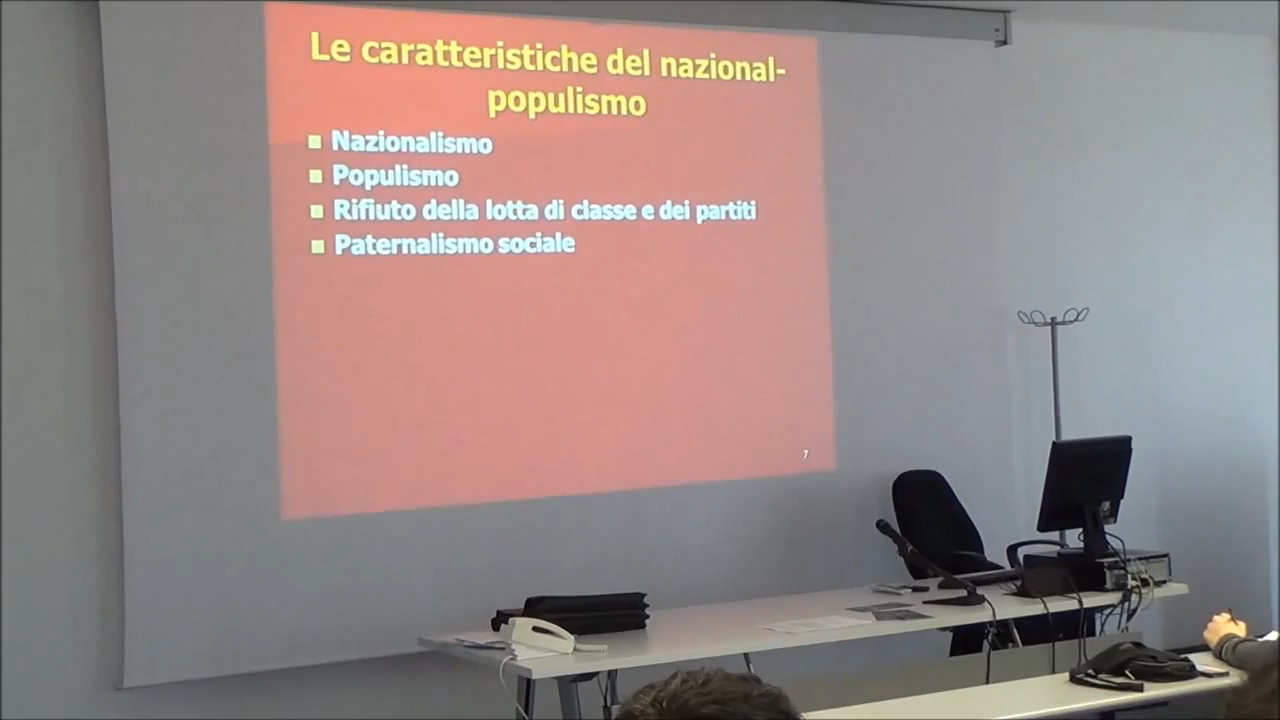 Le caratteristiche del nazional-
populismo
Nazionalismo
Populismo
Rifiuto della lotta di classe e dei partiti
Paternalismo sociale
7